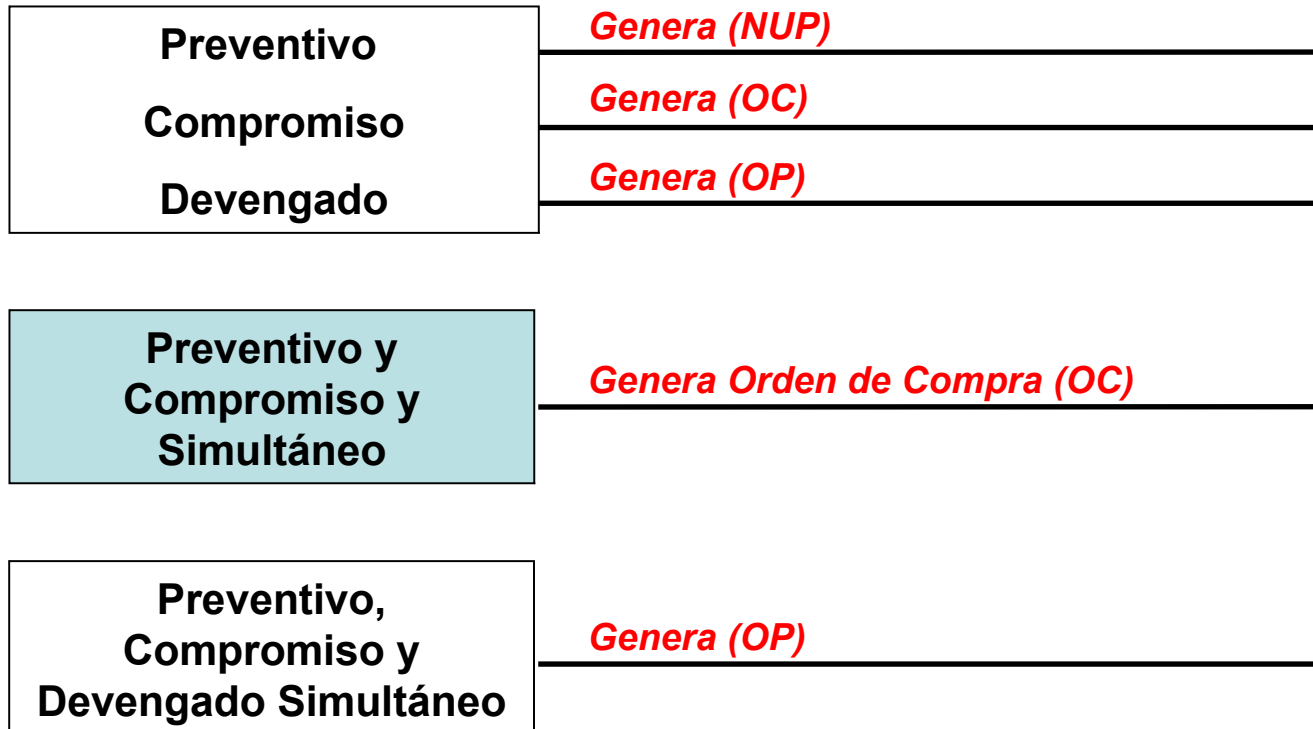 Preventivo
Genera (NUP)
Compromiso
Genera (OC)
Devengado
Genera (OP)
Preventivo y
Compromiso y
Simultáneo
Genera Orden de Compra (OC)
Preventivo,
Compromiso y
Devengado Simultáneo
Genera (OP)